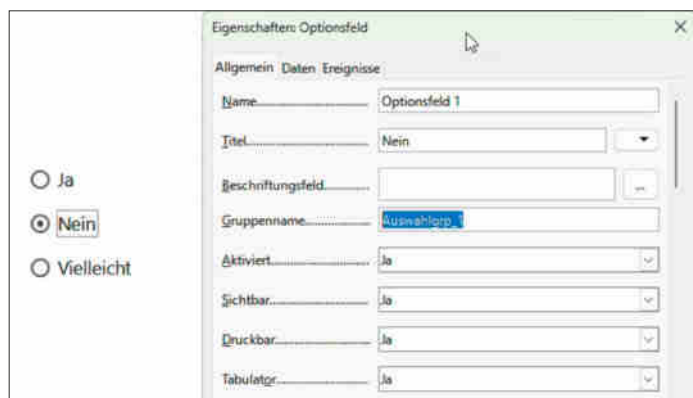 Eigenschaften: Optionsfeld
Allgemein Daten Ereignisse
Name Optionsfeld 1
Titel Nein
Beschriftungsfeld ...
Gruppenname Auswahlgrp_1
Aktiviert Ja
Sichtbar Ja
Druckbar Ja
Tabulator Ja
Ja
Nein
Vielleicht